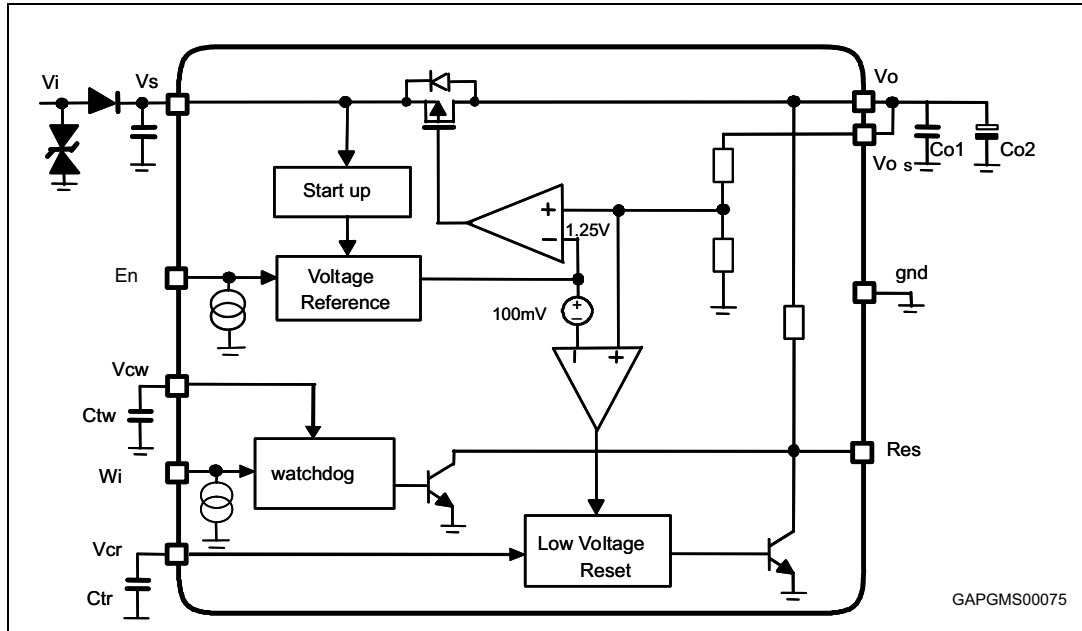 Vi
Vs
Vo
Co1
Co2
Vo s
Start up
+
1.25V
−
En
Voltage
Reference
gnd
100mV
+
−
− +
Vcw
Ctw
Wi
watchdog
Res
Vcr
Low Voltage
Reset
Ctr
GAPGMS00075